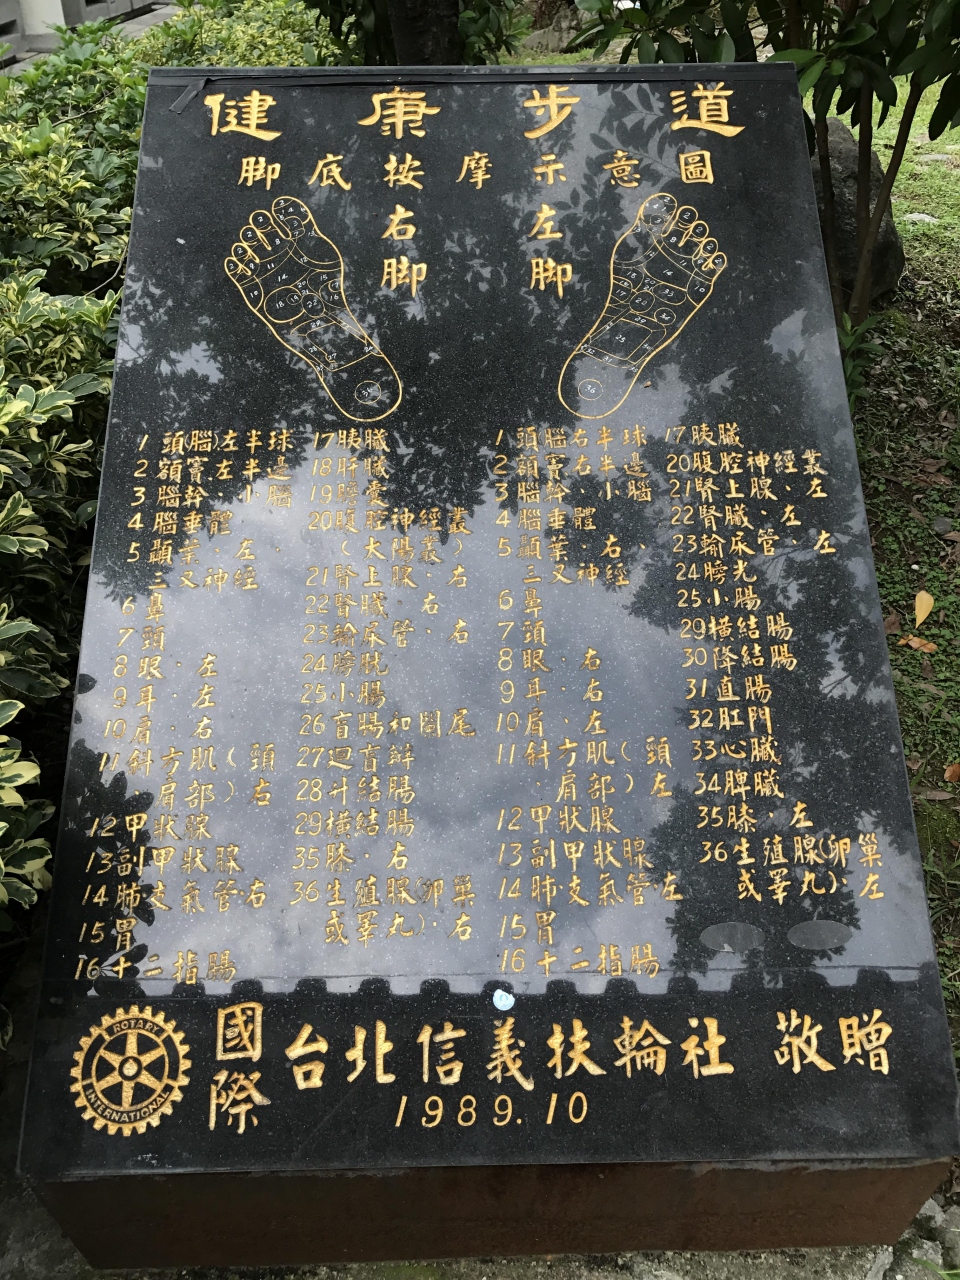 健康步道
脚底按摩示意圖
右脚
左脚
1 頭(腦)左半球
2 額竇左半邊
3 腦幹、小腦
4 腦垂體
5 顳葉·左·
三叉神經
6 鼻
7 頸
8 眼·左
9 耳·左
10 肩·右
11 斜方肌(頸
肩部)右
12 甲狀腺
13 副甲狀腺
14 肺·支氣管·右
15 胃
16 十二指腸
17 胰臟
18 肝臟
19 膽囊
20 腹腔神經叢
(太陽叢)
21 腎上腺·右
22 腎臟·右
23 輸尿管·右
24 膀胱
25 小腸
26 盲腸和闌尾
27 迴盲瓣
28 升結腸
29 橫結腸
35 膝·右
36 生殖腺(卵巢
或睪丸)·右
1 頭(腦右半球
2 額竇右半邊
3 腦幹、小腦
4 腦垂體
5 顳葉·右、
三叉神經
6 鼻
7 頸
8 眼·右
9 耳·右
10 肩·左
11 斜方肌(頸
肩部)左
12 甲狀腺
13 副甲狀腺
14 肺·支氣管·左
15 胃
16 十二指腸
17 胰臟
20 腹腔神經叢
21 腎上腺、左
22 腎臟·左
23 輸尿管·左
24 膀光
25 小腸
29 橫結腸
30 降結腸
31 直腸
32 肛門
33 心臟
34 脾臟
35 膝·左
36 生殖腺(卵巢
或睪丸)·左
ROTARY
INTERNATIONAL
國際
台北信義扶輪社 敬贈
1989.10